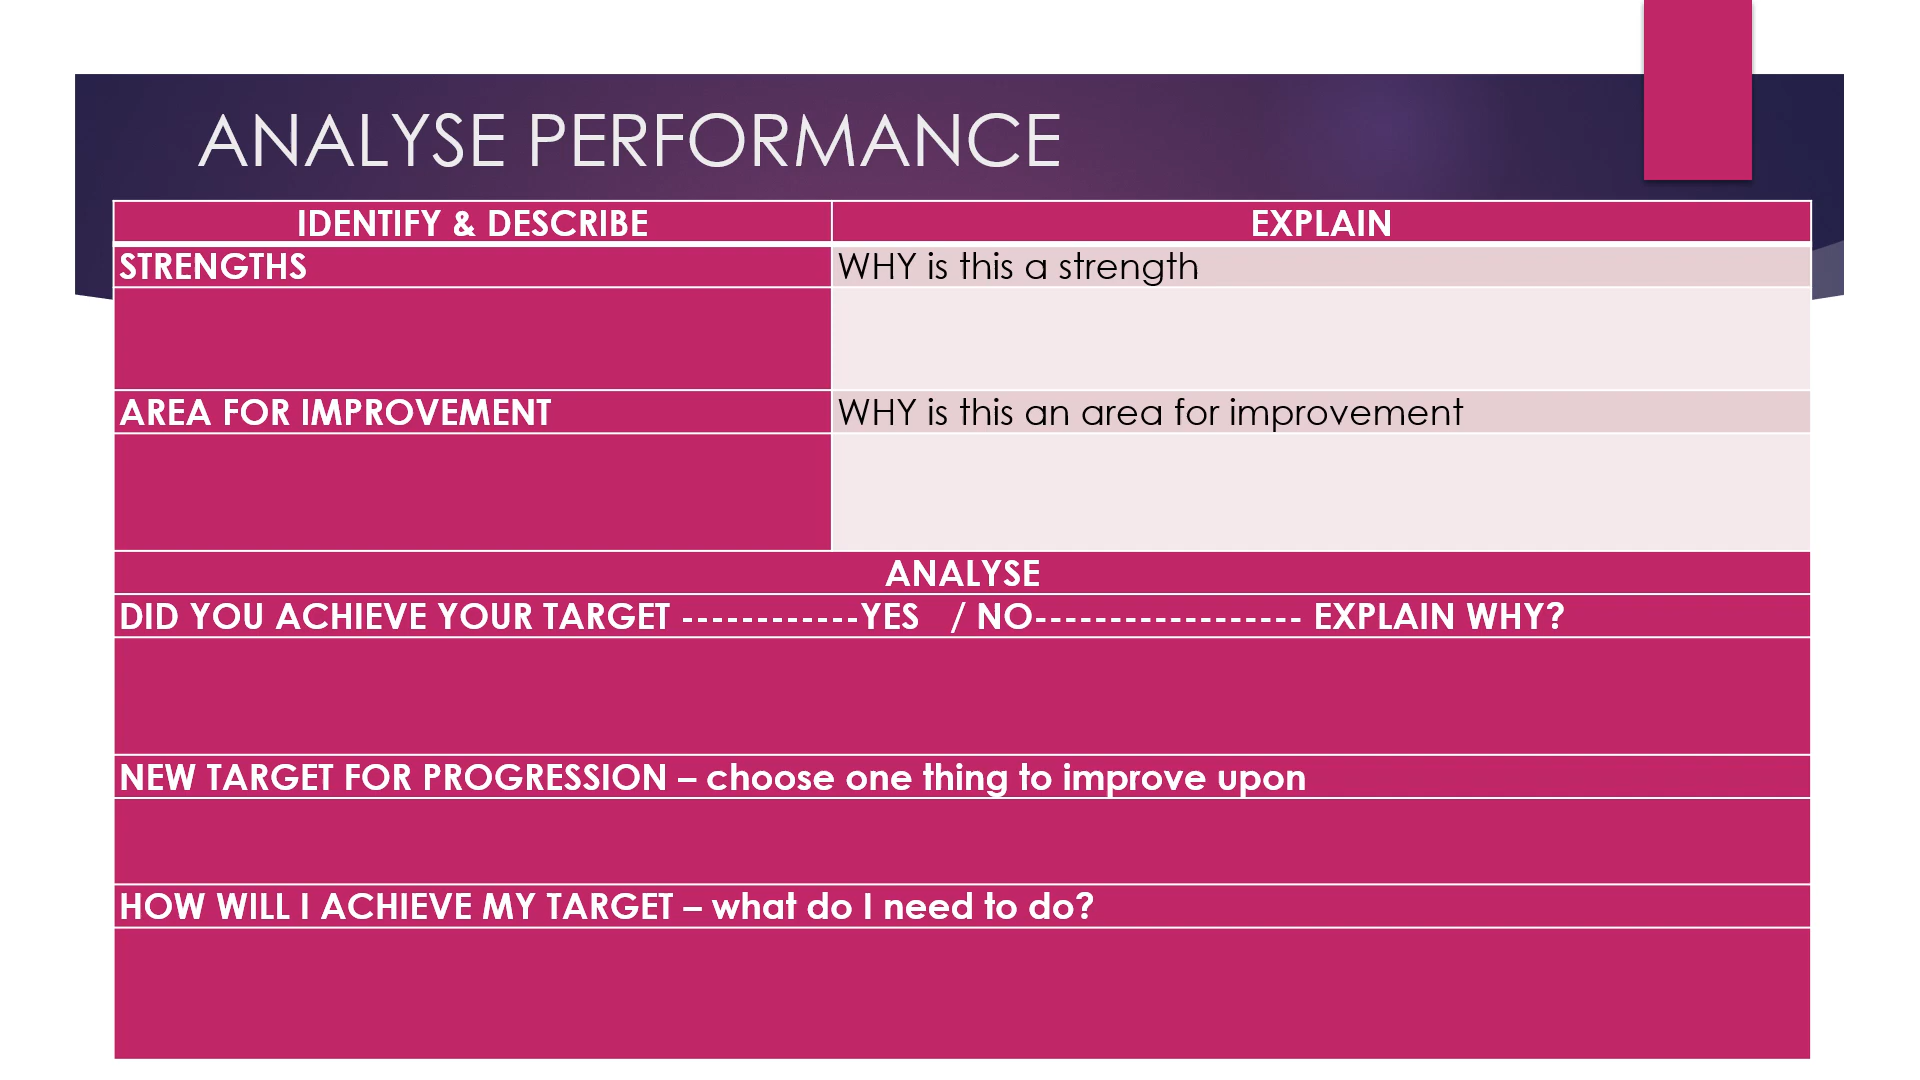 ANALYSE PERFORMANCE
IDENTIFY & DESCRIBE
EXPLAIN
STRENGTHS
WHY is this a strength
AREA FOR IMPROVEMENT
WHY is this an area for improvement
ANALYSE
DID YOU ACHIEVE YOUR TARGET ------------YES / NO------------------ EXPLAIN WHY?
NEW TARGET FOR PROGRESSION – choose one thing to improve upon
HOW WILL I ACHIEVE MY TARGET – what do I need to do?